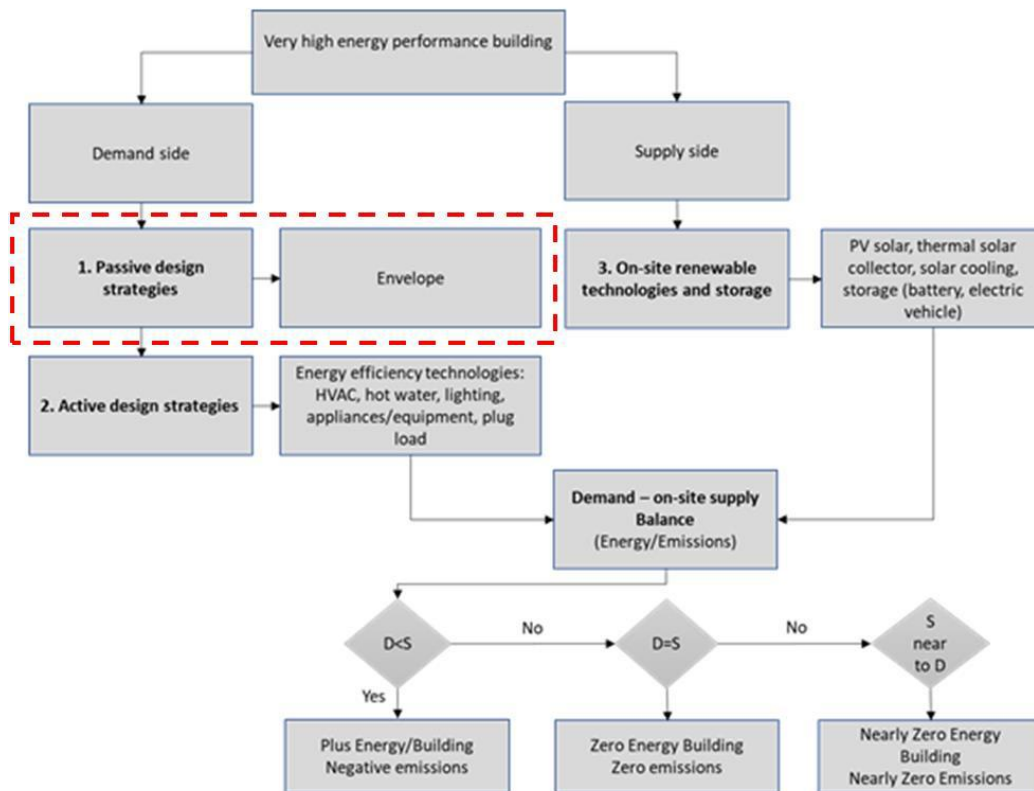 Very high energy performance building
Demand side
Supply side
1. Passive design
strategies
Envelope
3. On-site renewable
technologies and storage
PV solar, thermal solar
collector, solar cooling,
storage (battery, electric
vehicle)
2. Active design strategies
Energy efficiency technologies:
HVAC, hot water, lighting,
appliances/equipment, plug
load
Demand – on-site supply
Balance
(Energy/Emissions)
D<S
No
D=S
No
S
near
to D
Yes
Plus Energy/Building
Negative emissions
Zero Energy Building
Zero emissions
Nearly Zero Energy
Building
Nearly Zero Emissions